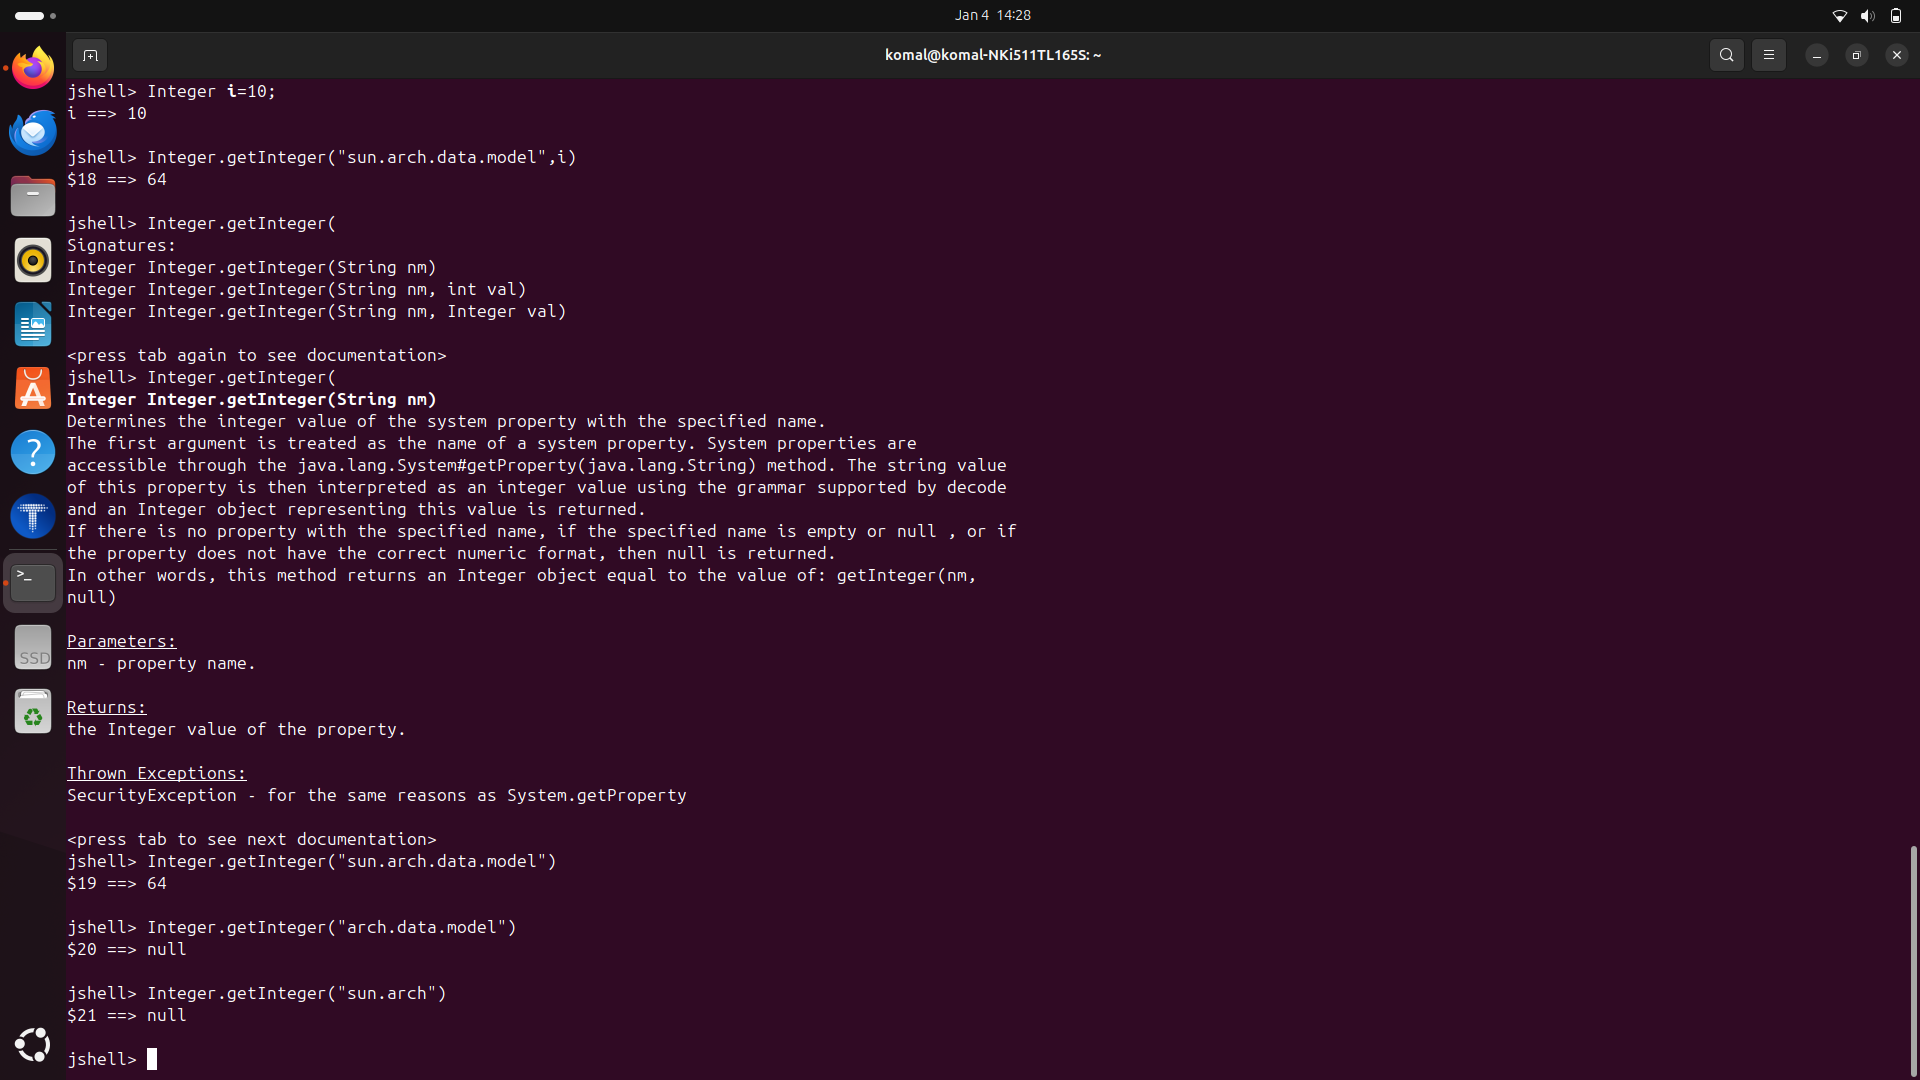 Jan 4 14:28
komal@komal-NKi511TL165S: ~
jshell> Integer i=10;
i ==> 10
jshell> Integer.getInteger("sun.arch.data.model",i)
$18 ==> 64
jshell> Integer.getInteger(
Signatures:
Integer Integer.getInteger(String nm)
Integer Integer.getInteger(String nm, int val)
Integer Integer.getInteger(String nm, Integer val)
<press tab again to see documentation>
jshell> Integer.getInteger(
Integer Integer.getInteger(String nm)
Determines the integer value of the system property with the specified name.
The first argument is treated as the name of a system property. System properties are
accessible through the java.lang.System#getProperty(java.lang.String) method. The string value
of this property is then interpreted as an integer value using the grammar supported by decode
and an Integer object representing this value is returned.
If there is no property with the specified name, if the specified name is empty or null , or if
the property does not have the correct numeric format, then null is returned.
In other words, this method returns an Integer object equal to the value of: getInteger(nm,
null)
Parameters:
nm - property name.
Returns:
the Integer value of the property.
Thrown Exceptions:
SecurityException - for the same reasons as System.getProperty
<press tab to see next documentation>
jshell> Integer.getInteger("sun.arch.data.model")
$19 ==> 64
jshell> Integer.getInteger("arch.data.model")
$20 ==> null
jshell> Integer.getInteger("sun.arch")
$21 ==> null
jshell>
SSD